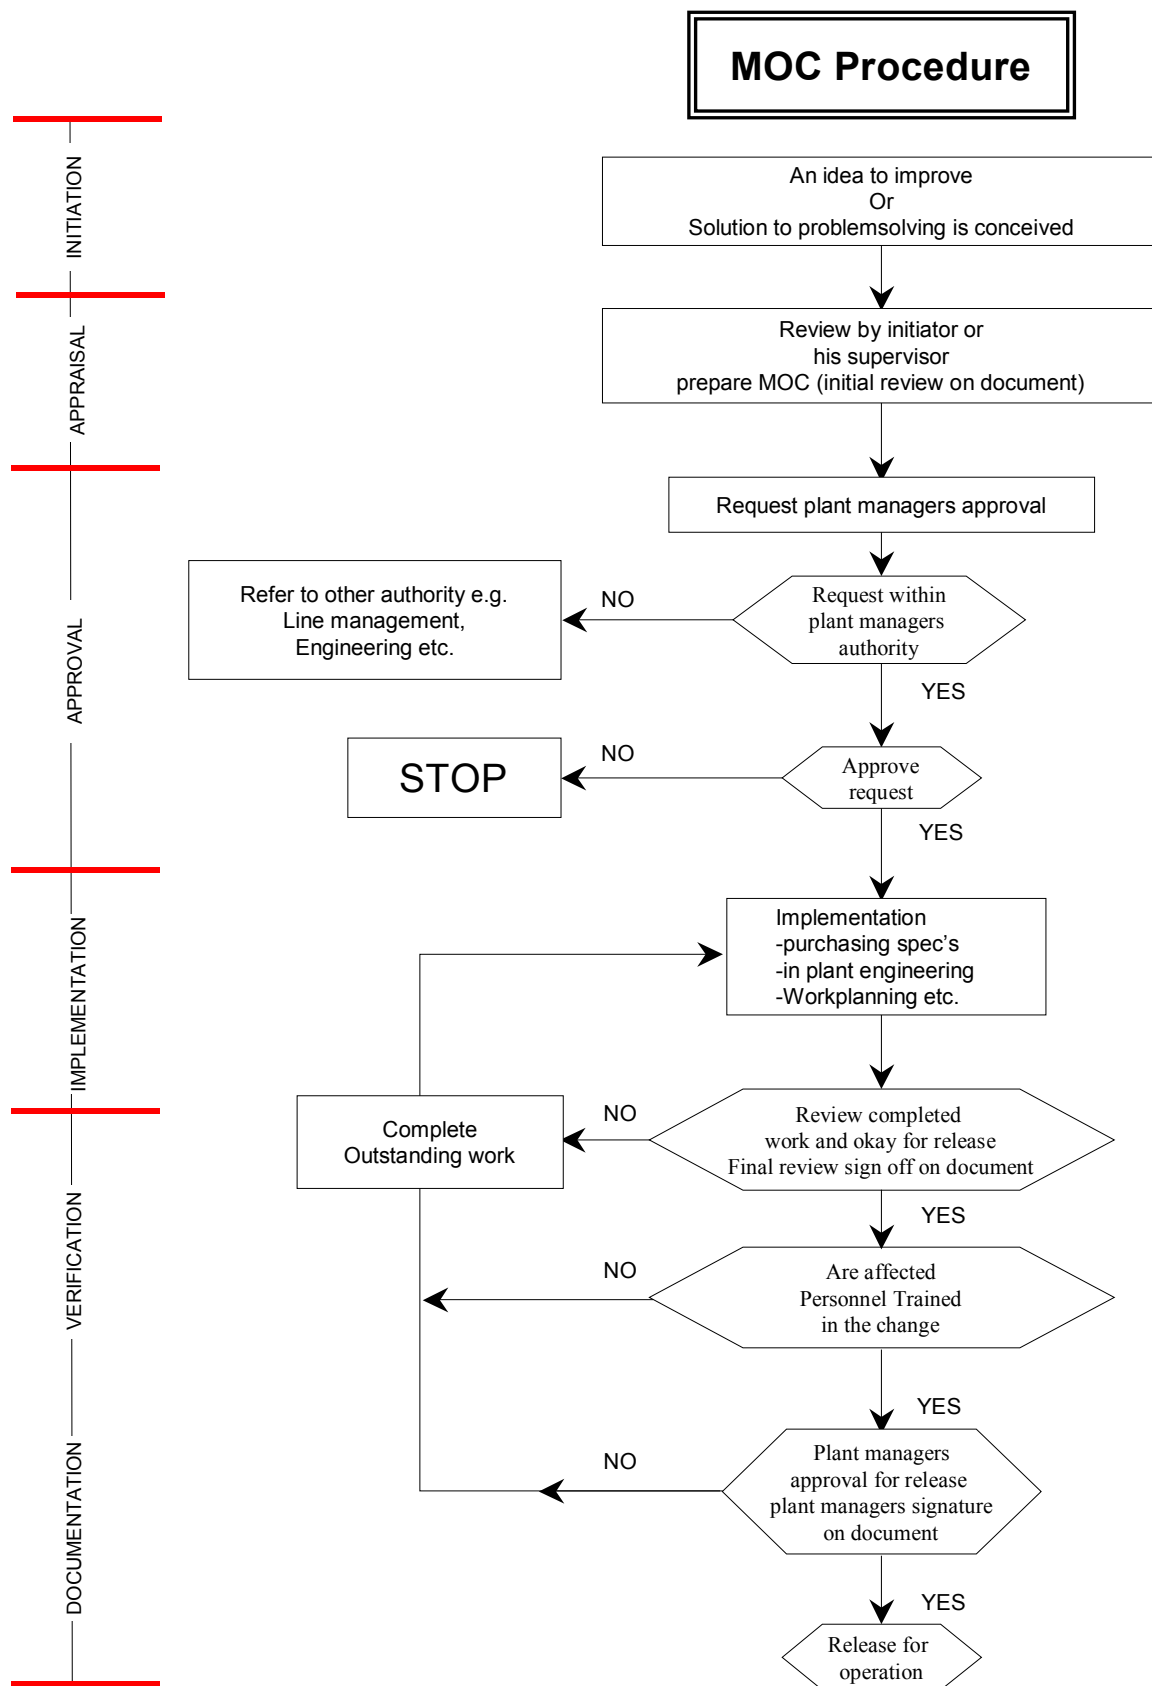 MOC Procedure
INITIATION
An idea to improve
Or
Solution to problemsolving is conceived
APPRAISAL
Review by initiator or
his supervisor
prepare MOC (initial review on document)
APPROVAL
Request plant managers approval
Request within
plant managers
authority
NO
Refer to other authority e.g.
Line management,
Engineering etc.
YES
Approve
request
NO
STOP
YES
IMPLEMENTATION
Implementation
-purchasing spec’s
-in plant engineering
-Workplanning etc.
VERIFICATION
Review completed
work and okay for release
Final review sign off on document
NO
Complete
Outstanding work
YES
Are affected
Personnel Trained
in the change
NO
YES
DOCUMENTATION
Plant managers
approval for release
plant managers signature
on document
NO
YES
Release for
operation